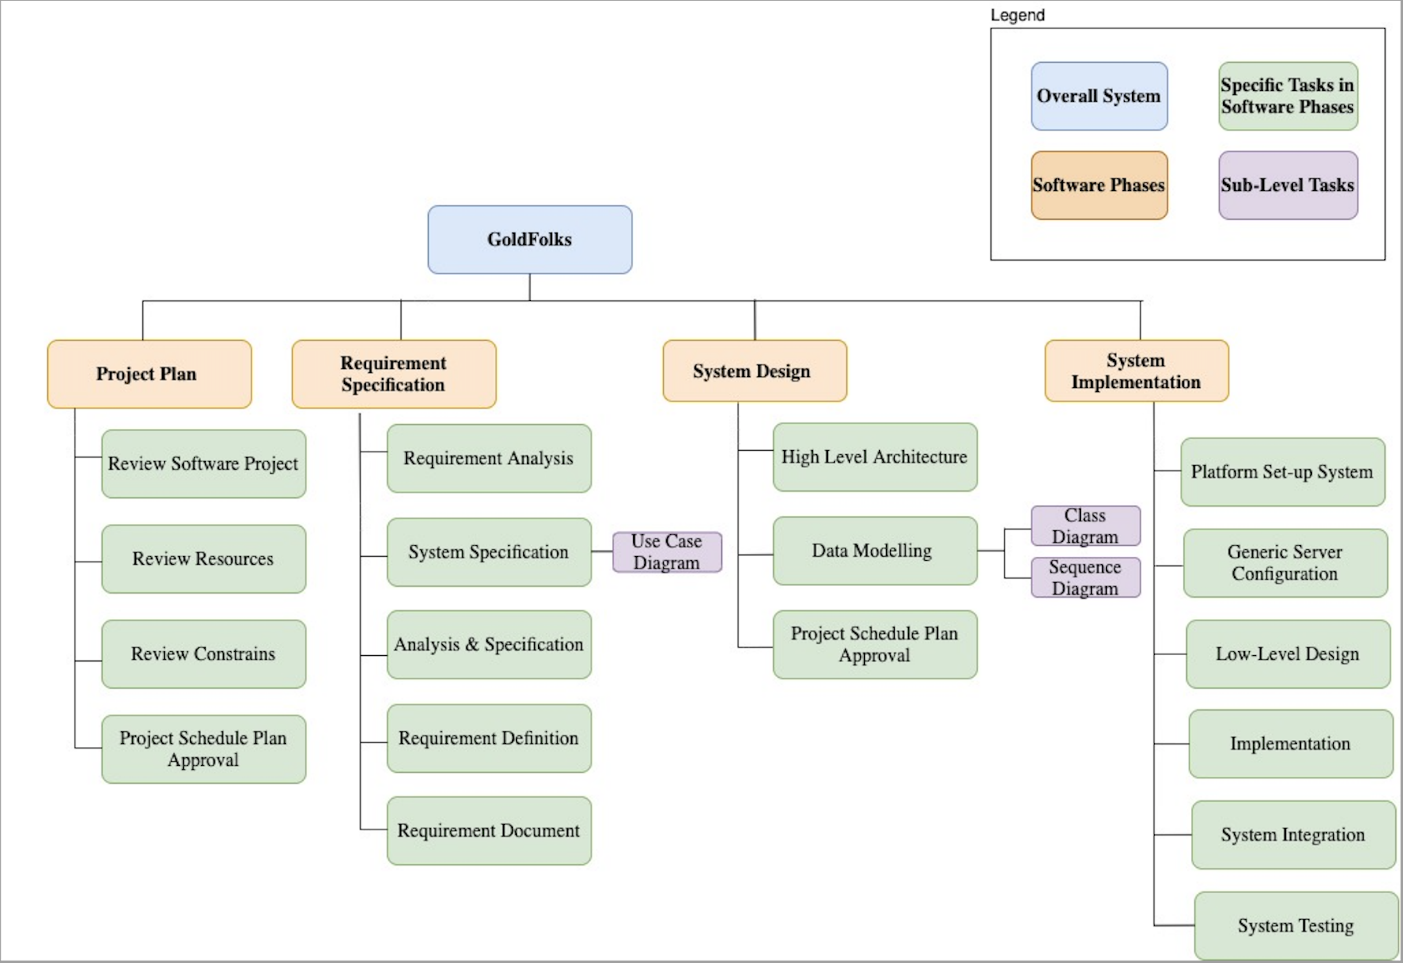 Legend
Overall System
Specific Tasks in
Software Phases
Software Phases
Sub-Level Tasks
GoldFolks
Project Plan
Requirement
Specification
System Design
System
Implementation
Review Software Project
Review Resources
Review Constrains
Project Schedule Plan
Approval
Requirement Analysis
System Specification
Use Case
Diagram
Analysis & Specification
Requirement Definition
Requirement Document
High Level Architecture
Data Modelling
Class
Diagram
Sequence
Diagram
Project Schedule Plan
Approval
Platform Set-up System
Generic Server
Configuration
Low-Level Design
Implementation
System Integration
System Testing